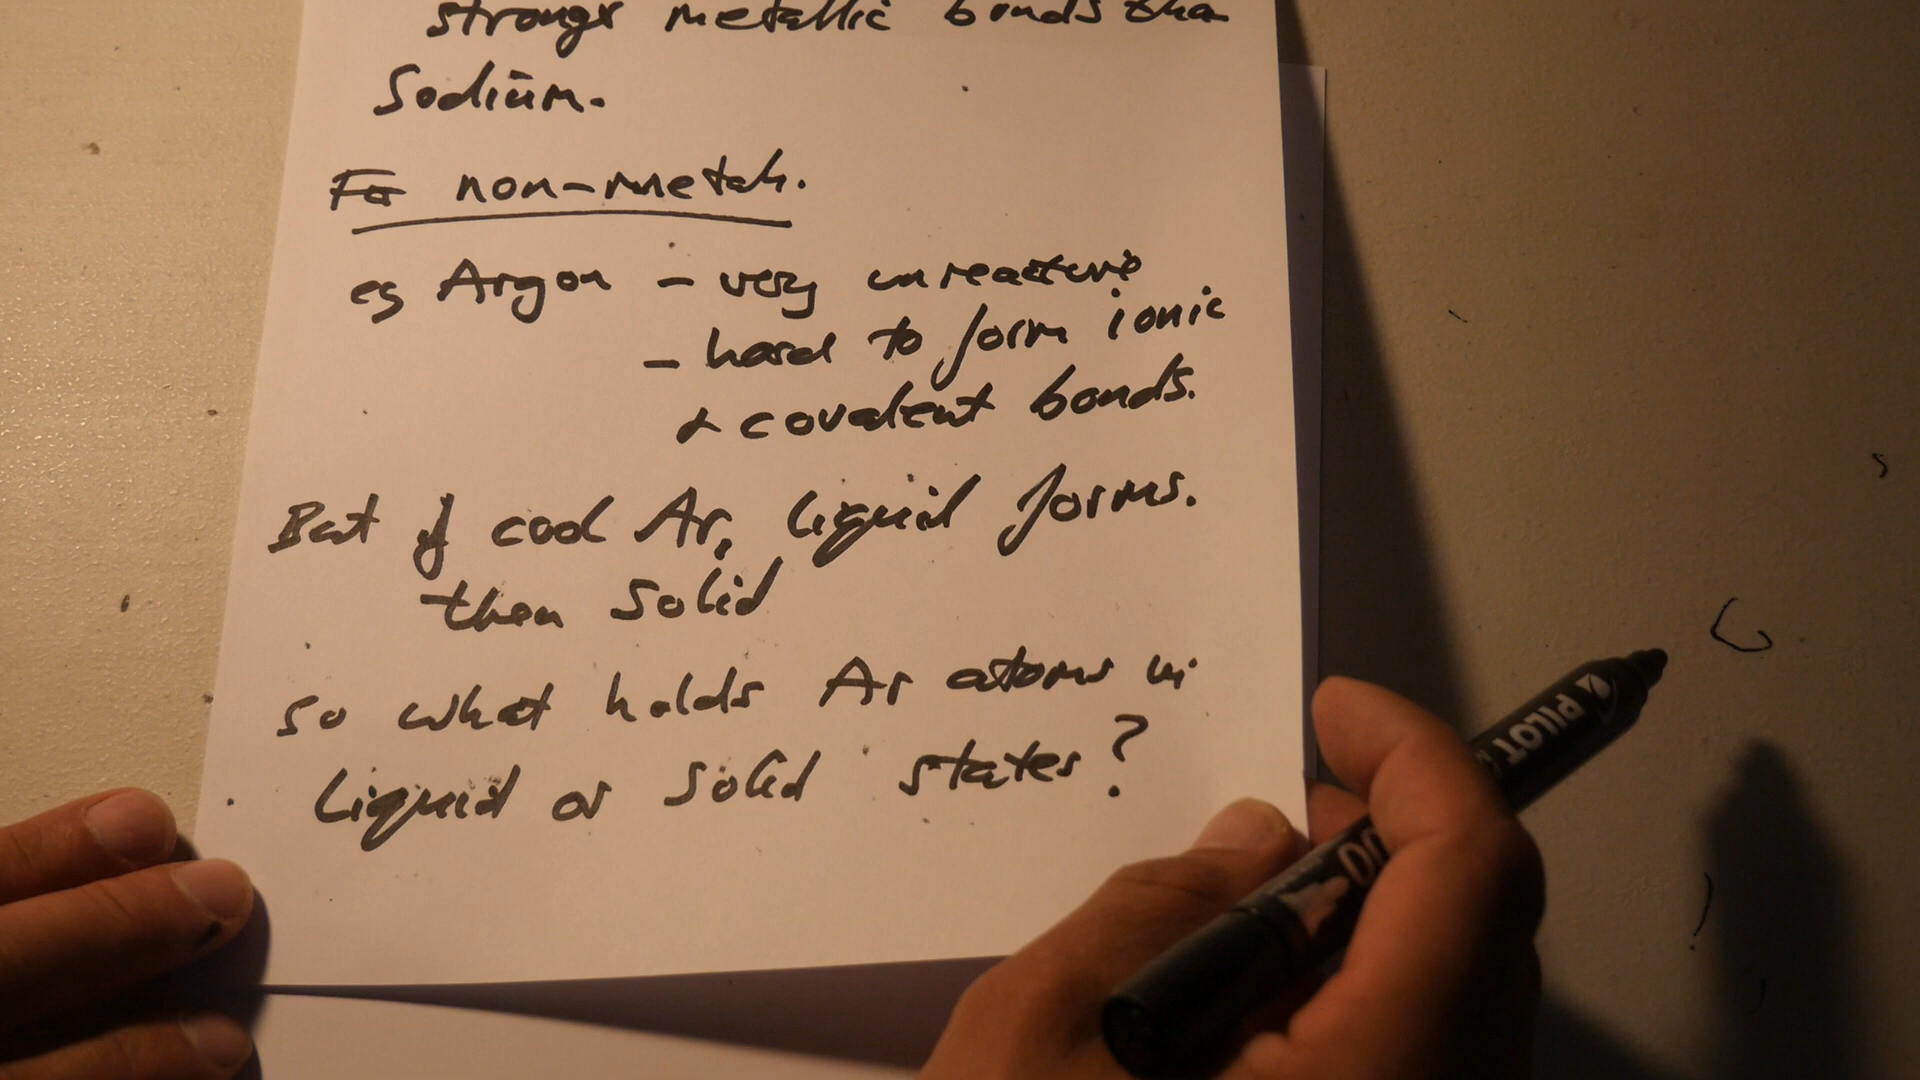 stronger metallic bonds than
Sodium.
For non-metals.
eg Argon - very unreactive
- hard to form ionic
& covalent bonds.
But if cool Ar, liquid forms.
then solid
so what holds Ar atoms in
liquid or solid states?
PILOT